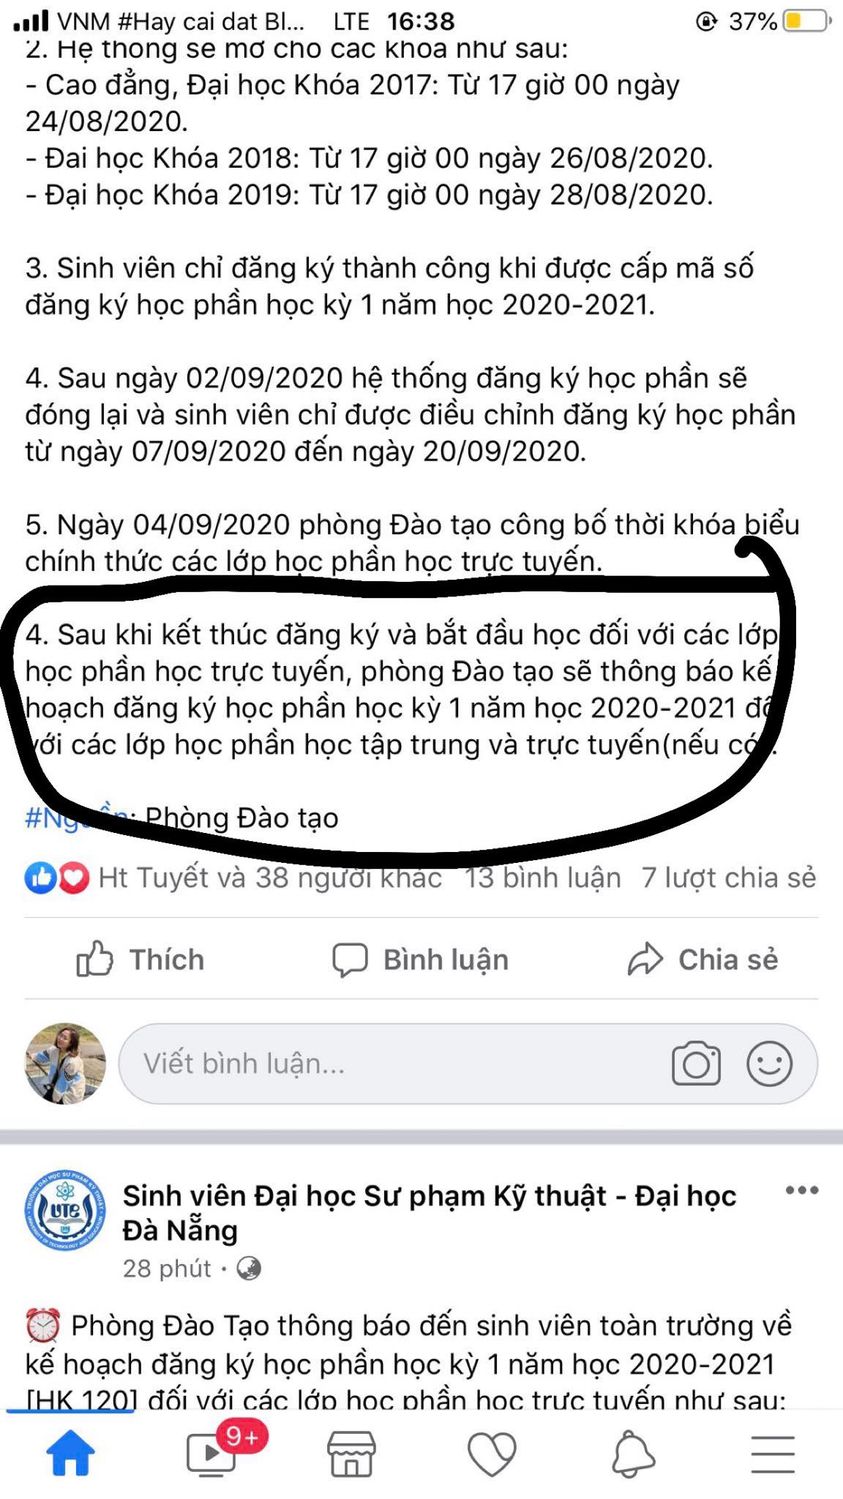 VNM #Hay cai dat Bl... LTE 16:38 37%
2. Hệ thống sẽ mở cho các khóa như sau:
- Cao đẳng, Đại học Khóa 2017: Từ 17 giờ 00 ngày
24/08/2020.
- Đai học Khóa 2018: Từ 17 giờ 00 ngày 26/08/2020.
- Đại học Khóa 2019: Từ 17 giờ 00 ngày 28/08/2020.
3. Sinh viên chỉ đăng ký thành công khi được cấp mã số
đăng ký học phần học kỳ 1 năm học 2020-2021.
4. Sau ngày 02/09/2020 hệ thống đăng ký học phần sẽ
đóng lại và sinh viên chỉ được điều chỉnh đăng ký học phần
từ ngày 07/09/2020 đến ngày 20/09/2020.
5. Ngày 04/09/2020 phòng Đào tạo công bố thời khóa biểu
chính thức các lớp học phần học trực tuyến.
4. Sau khi kết thúc đăng ký và bắt đầu học đối với các lớp
học phần học trực tuyến, phòng Đào tạo sẽ thông báo kế
hoạch đăng ký học phần học kỳ 1 năm học 2020-2021 đối
với các lớp học phần học tập trung và trực tuyến(nếu có).
#Nguồn: Phòng Đào tạo
Ht Tuyết và 38 người khác 13 bình luận 7 lượt chia sẻ
Thích Bình luận Chia sẻ
Viết bình luận...
UTE
Sinh viên Đại học Sư phạm Kỹ thuật - Đại học
Đà Nẵng
28 phút ·
Phòng Đào Tạo thông báo đến sinh viên toàn trường về
kế hoạch đăng ký học phần học kỳ 1 năm học 2020-2021
[HK 120] đối với các lớp học phần học trực tuyến như sau:
9+